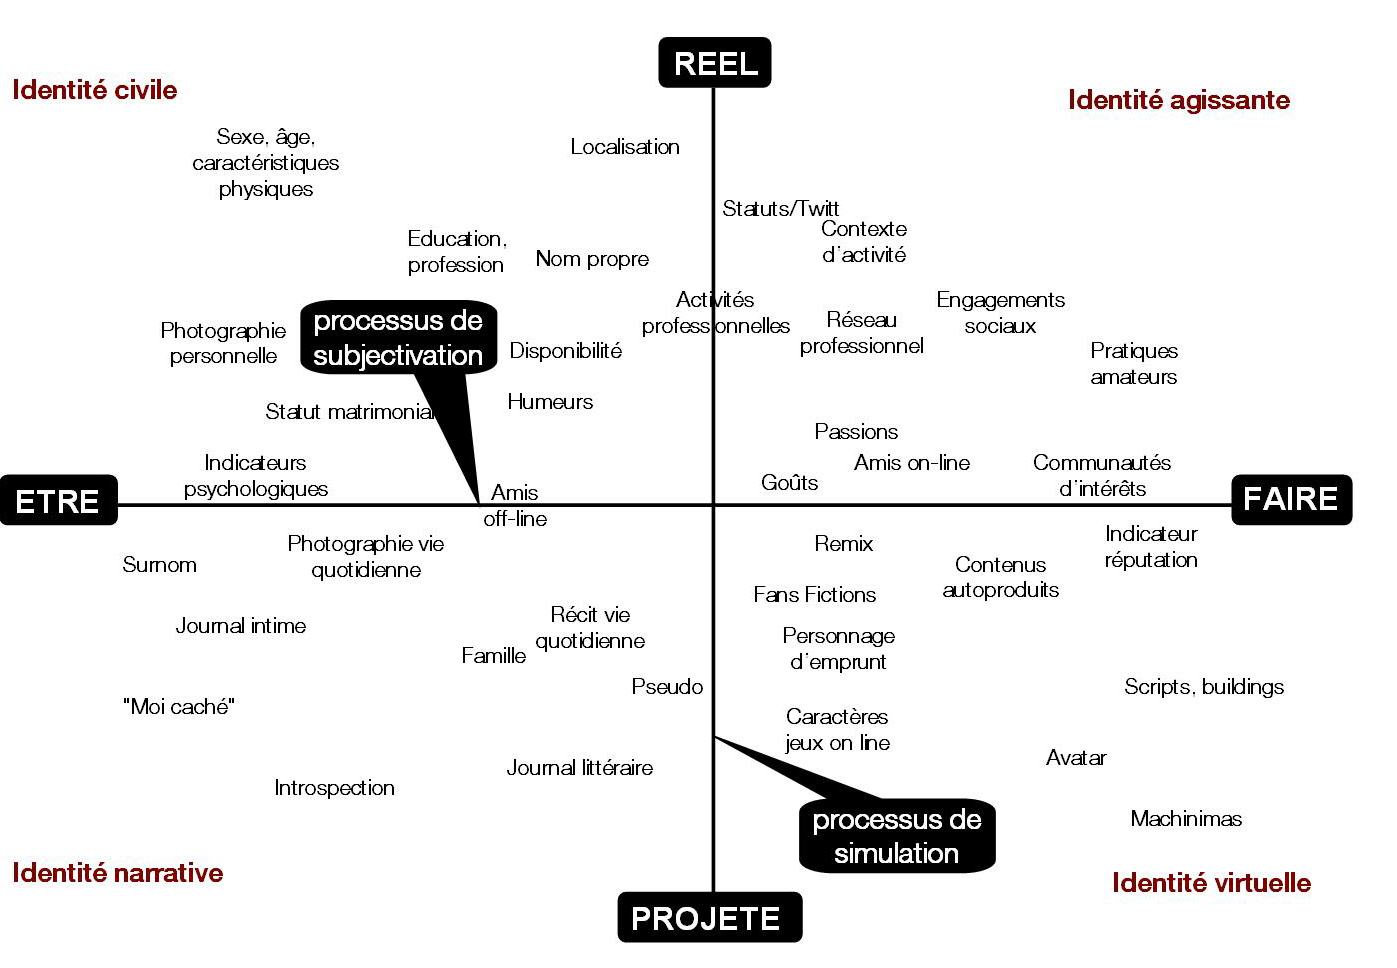 REEL
Identité civile
Identité agissante
Sexe, âge,
caractéristiques
physiques
Localisation
Statuts/Twitt
Contexte
d'activité
Education,
profession
Nom propre
Activités
professionnelles
Engagements
sociaux
Réseau
professionnel
Photographie
personnelle
processus de
subjectivation
Disponibilité
Pratiques
amateurs
Statut matrimonial
Humeurs
Passions
Indicateurs
psychologiques
Amis on-line
Communautés
d'intérêts
Goûts
ETRE
Amis
off-line
FAIRE
Photographie vie
quotidienne
Surnom
Remix
Indicateur
réputation
Contenus
autoproduits
Fans Fictions
Journal intime
Récit vie
quotidienne
Famille
Personnage
d'emprunt
Pseudo
Scripts, buildings
"Moi caché"
Caractères
jeux on line
Journal littéraire
Avatar
Introspection
processus de
simulation
Machinimas
Identité narrative
Identité virtuelle
PROJETE